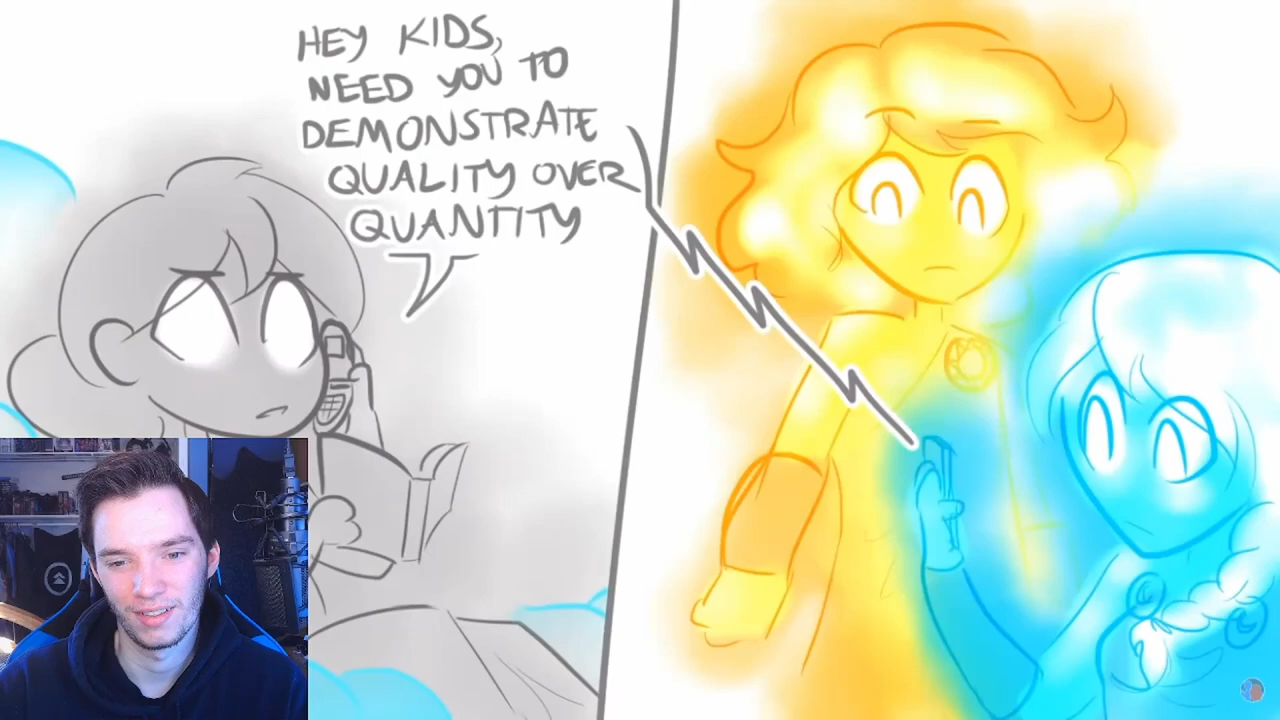 HEY KIDS,
NEED YOU TO
DEMONSTRATE
QUALITY OVER
QUANTITY